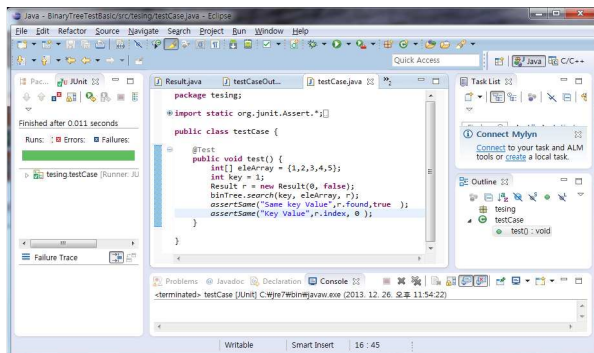 Java - BinaryTreeTestBasic/src/tesing/testCase.java - Eclipse
File Edit Refactor Source Navigate Search Project Run Window Help
Quick Access
Java
C/C++
Pac...
JUnit
Finished after 0.011 seconds
Runs:
Errors:
Failures:
tesing.testCase [Runner: JU
Failure Trace
Result.java
testCaseOut...
testCase.java
package tesing;
import static org.junit.Assert.*;
public class testCase {
@Test
public void test() {
int[] eleArray = {1,2,3,4,5};
int key = 1;
Result r = new Result(0, false);
binTree.search(key, eleArray, r);
assertSame("Same key Value",r.found,true );
assertSame("Key Value",r.index, 0 );
}
}
Task List
Connect Mylyn
Connect to your task and ALM
tools or create a local task.
Outline
tesing
testCase
test() : void
Problems @ Javadoc Declaration Console
<terminated> testCase [JUnit] C:₩jre7₩bin₩javaw.exe (2013. 12. 26. 오후 11:54:22)
Writable
Smart Insert
16 : 45